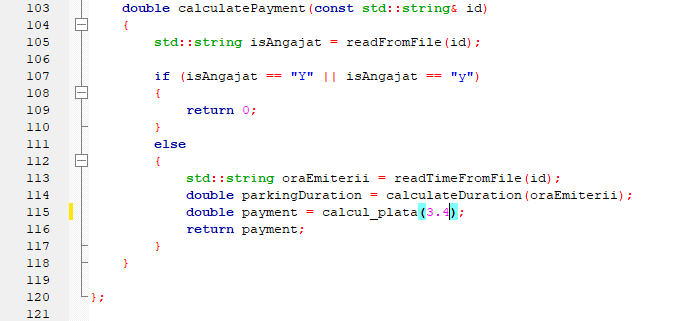 103 double calculatePayment(const std::string& id)
104 {
105 std::string isAngajat = readFromFile(id);
106
107 if (isAngajat == "Y" || isAngajat == "y")
108 {
109 return 0;
110 }
111 else
112 {
113 std::string oraEmiterii = readTimeFromFile(id);
114 double parkingDuration = calculateDuration(oraEmiterii);
115 double payment = calcul_plata(3.4);
116 return payment;
117 }
118 }
119
120 };
121